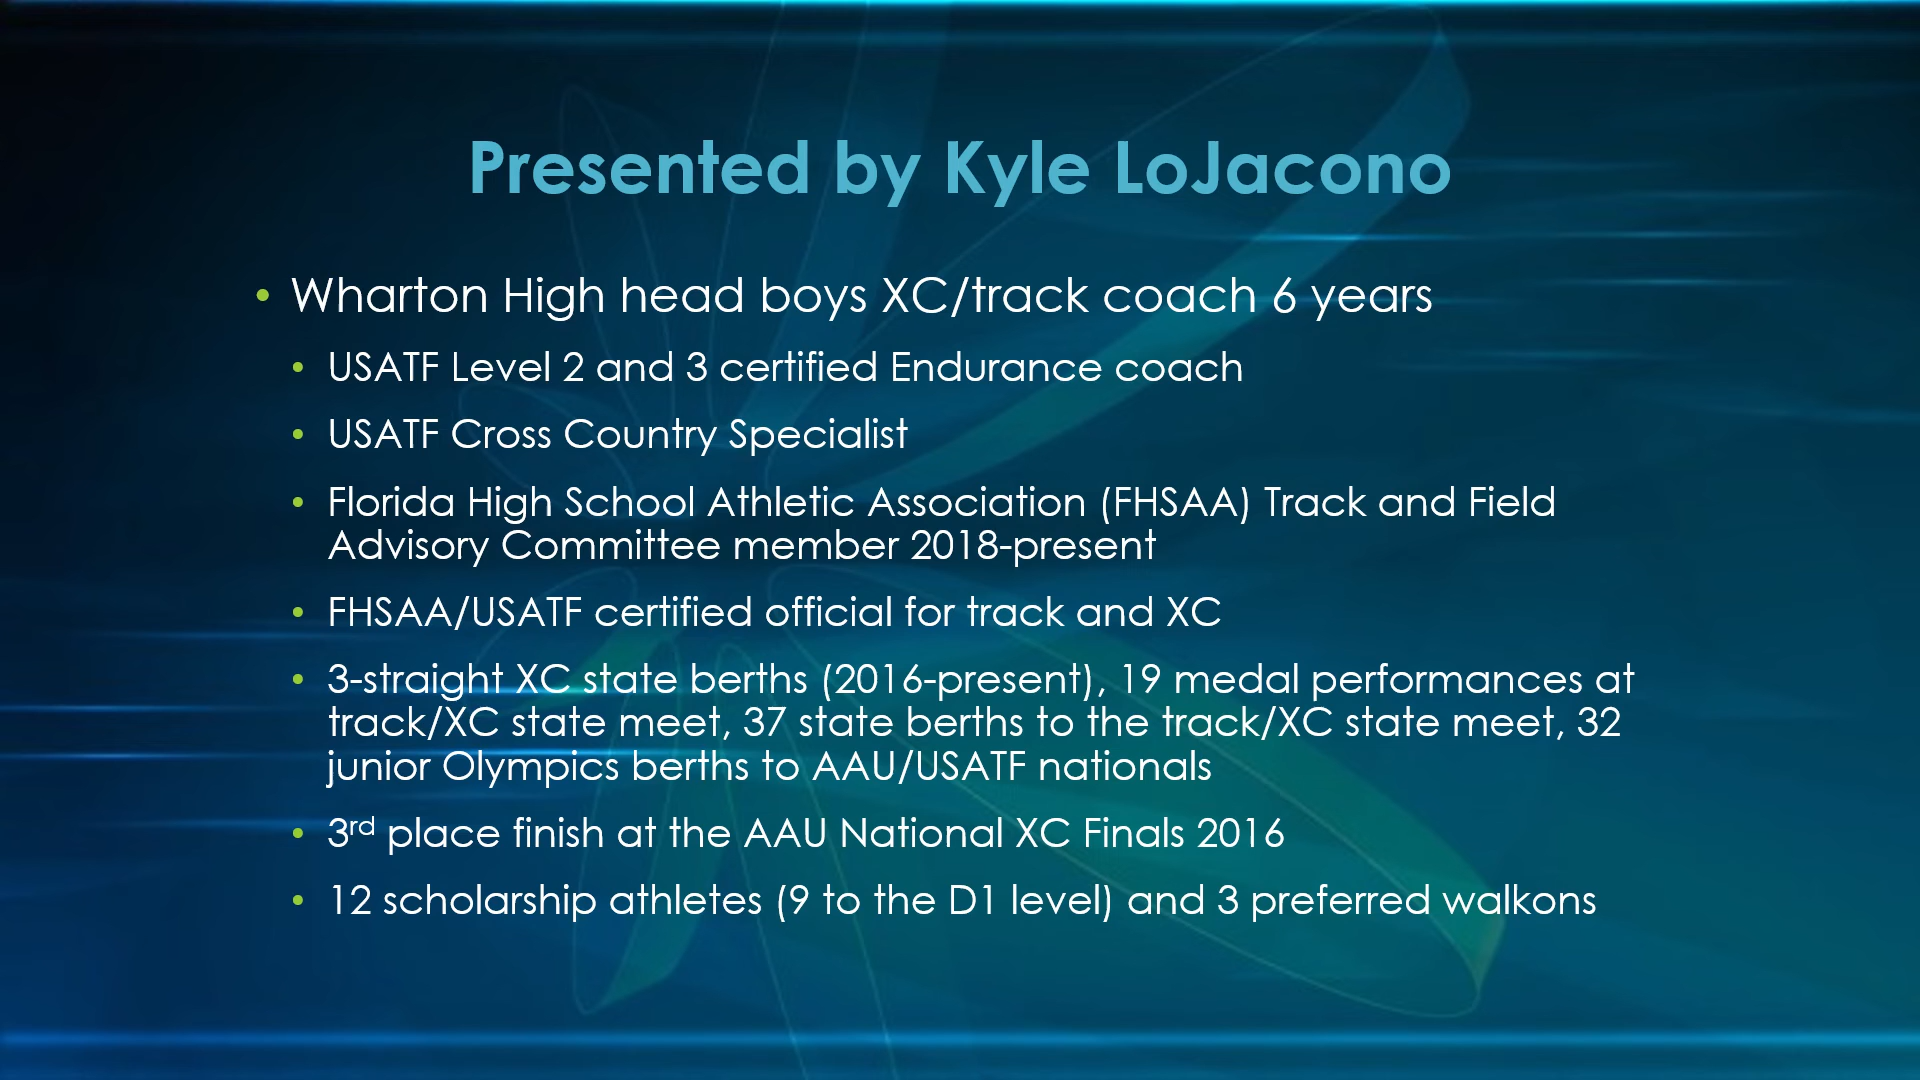 Presented by Kyle LoJacono
• Wharton High head boys XC/track coach 6 years
• USATF Level 2 and 3 certified Endurance coach
• USATF Cross Country Specialist
• Florida High School Athletic Association (FHSAA) Track and Field
Advisory Committee member 2018-present
• FHSAA/USATF certified official for track and XC
• 3-straight XC state berths (2016-present), 19 medal performances at
track/XC state meet, 37 state berths to the track/XC state meet, 32
junior Olympics berths to AAU/USATF nationals
• 3rd place finish at the AAU National XC Finals 2016
• 12 scholarship athletes (9 to the D1 level) and 3 preferred walkons